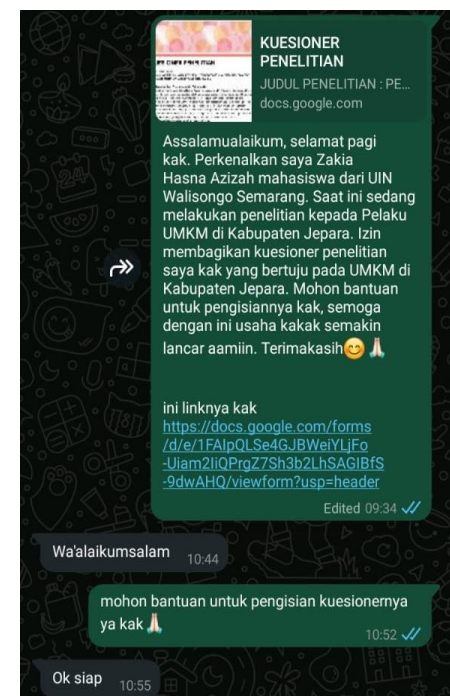 KUESIONER
PENELITIAN
JUDUL PENELITIAN : PE...
docs.google.com
Assalamualaikum, selamat pagi
kak. Perkenalkan saya Zakia
Hasna Azizah mahasiswa dari UIN
Walisongo Semarang. Saat ini sedang
melakukan penelitian kepada Pelaku
UMKM di Kabupaten Jepara. Izin
membagikan kuesioner penelitian
saya kak yang bertuju pada UMKM di
Kabupaten Jepara. Mohon bantuan
untuk pengisiannya kak, semoga
dengan ini usaha kakak semakin
lancar aamiin. Terimakasih😊🙏🏻
ini linknya kak
https://docs.google.com/forms
/d/e/1FAIpQLSe4GJBWeiYLjFo
-Uiam2IiQPrgZ7Sh3b2LhSAGIBfS
-9dwAHQ/viewform?usp=header
Edited 09:34
Wa'alaikumsalam 10:44
mohon bantuan untuk pengisian kuesionernya
ya kak🙏🏻
10:52
Ok siap 10:55